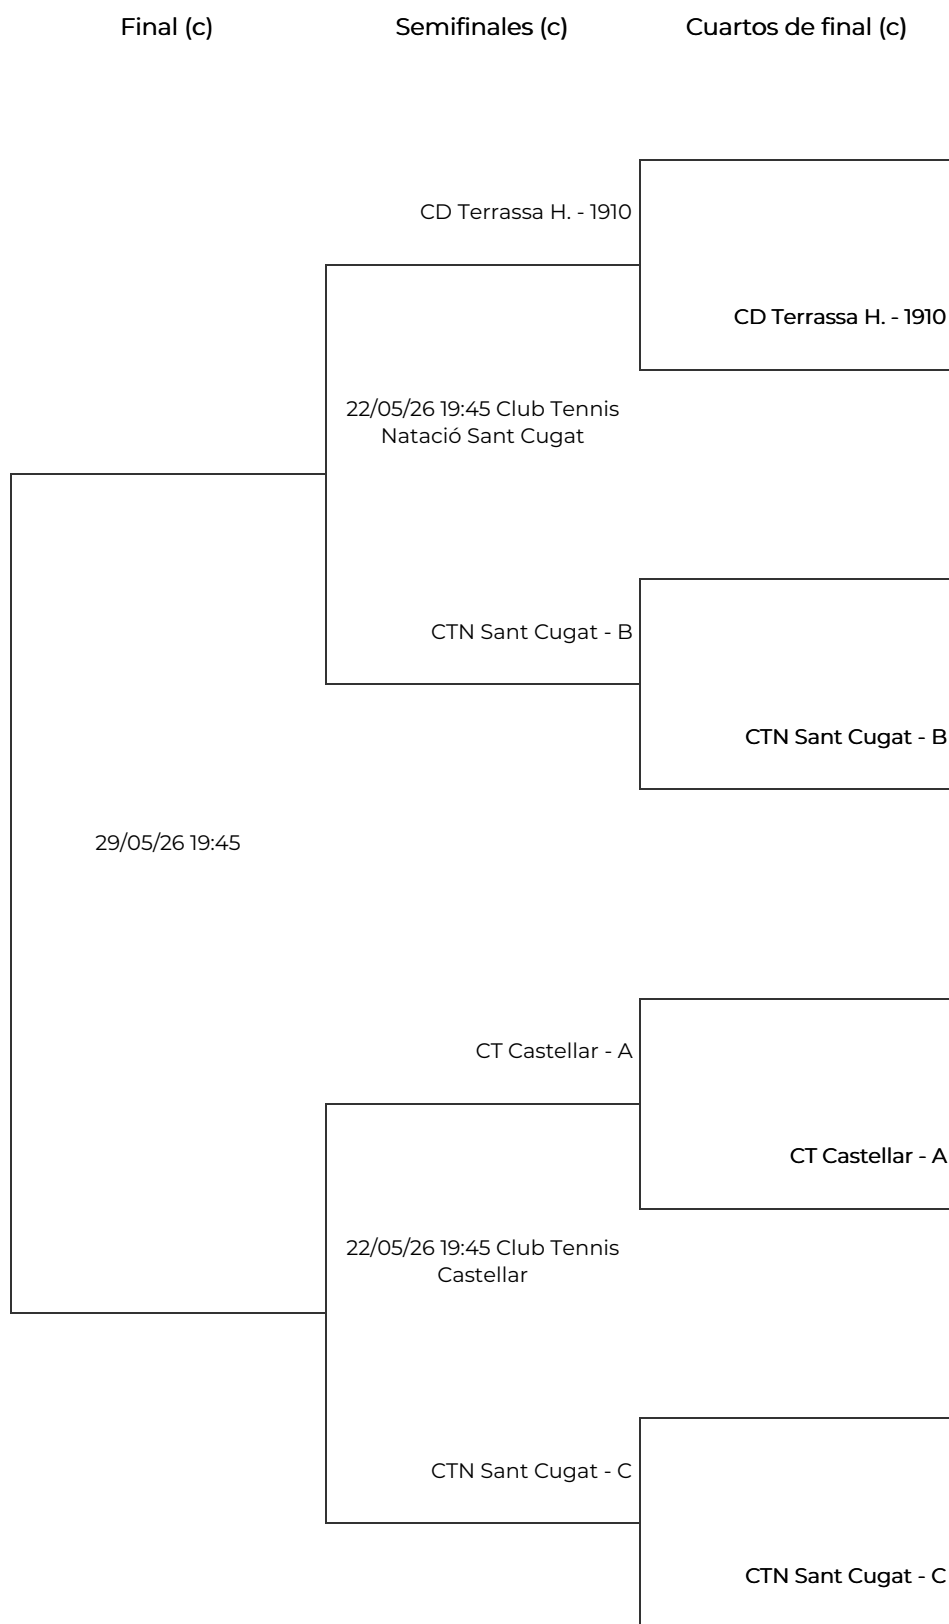 Final (c)
Semifinales (c)
Cuartos de final (c)
CD Terrassa H. - 1910
CD Terrassa H. - 1910
22/05/26 19:45 Club Tennis
Natació Sant Cugat
CTN Sant Cugat - B
CTN Sant Cugat - B
29/05/26 19:45
CT Castellar - A
CT Castellar - A
22/05/26 19:45 Club Tennis
Castellar
CTN Sant Cugat - C
CTN Sant Cugat - C